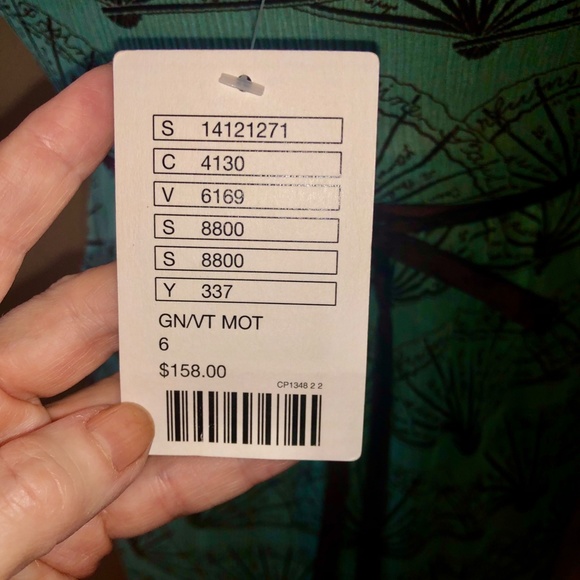 S 14121271
C 4130
V 6169
S 8800
S 8800
Y 337
GN/VT MOT
6
$158.00
CP1348 2 2